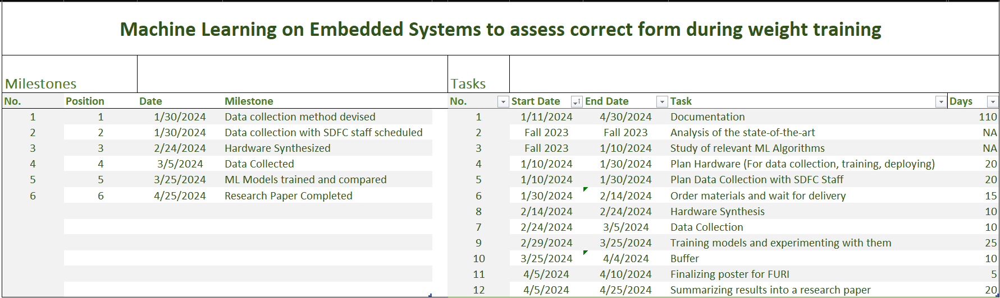 Machine Learning on Embedded Systems to assess correct form during weight training
Milestones
No. Position Date Milestone
1 1 1/30/2024 Data collection method devised
2 2 1/30/2024 Data collection with SDFC staff scheduled
3 3 2/24/2024 Hardware Synthesized
4 4 3/5/2024 Data Collected
5 5 3/25/2024 ML Models trained and compared
6 6 4/25/2024 Research Paper Completed
Tasks
No. Start Date End Date Task Days
1 1/11/2024 4/30/2024 Documentation 110
2 Fall 2023 Fall 2023 Analysis of the state-of-the-art NA
3 Fall 2023 1/10/2024 Study of relevant ML Algorithms NA
4 1/10/2024 1/30/2024 Plan Hardware (For data collection, training, deploying) 20
5 1/10/2024 1/30/2024 Plan Data Collection with SDFC Staff 20
6 1/30/2024 2/14/2024 Order materials and wait for delivery 15
8 2/14/2024 2/24/2024 Hardware Synthesis 10
7 2/24/2024 3/5/2024 Data Collection 10
9 2/29/2024 3/25/2024 Training models and experimenting with them 25
10 3/25/2024 4/4/2024 Buffer 10
11 4/5/2024 4/10/2024 Finalizing poster for FURI 5
12 4/5/2024 4/25/2024 Summarizing results into a research paper 20